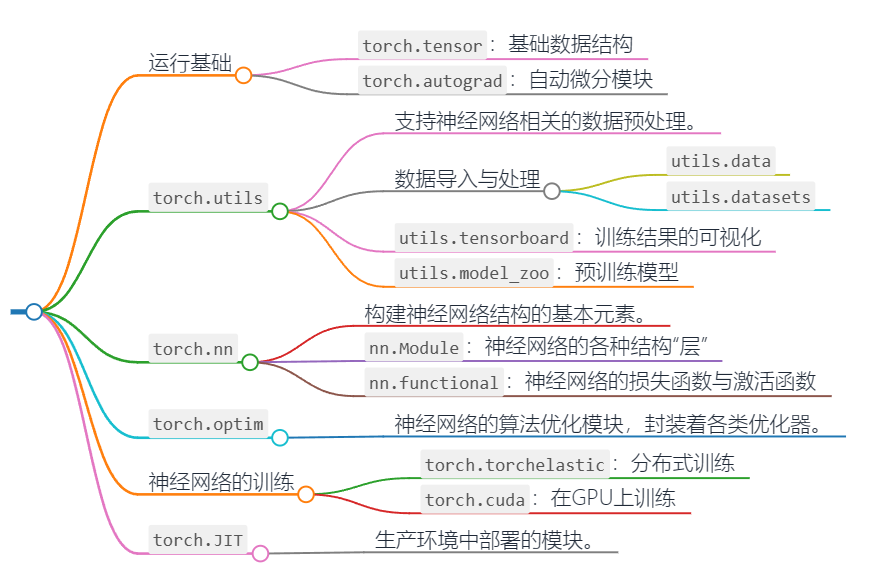 运行基础
torch.tensor：基础数据结构
torch.autograd：自动微分模块
torch.utils
支持神经网络相关的数据预处理。
数据导入与处理
utils.data
utils.datasets
utils.tensorboard：训练结果的可视化
utils.model_zoo：预训练模型
torch.nn
构建神经网络结构的基本元素。
nn.Module：神经网络的各种结构“层”
nn.functional：神经网络的损失函数与激活函数
torch.optim
神经网络的算法优化模块，封装着各类优化器。
神经网络的训练
torch.torchelastic：分布式训练
torch.cuda：在GPU上训练
torch.JIT
生产环境中部署的模块。